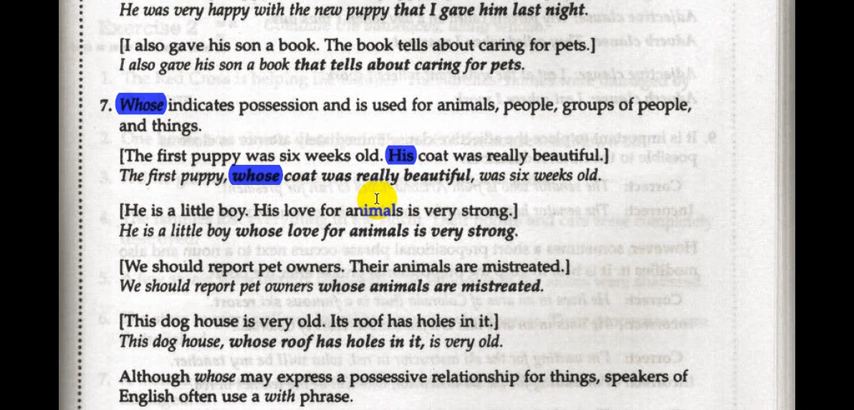 He was very happy with the new puppy that I gave him last night.
[I also gave his son a book. The book tells about caring for pets.]
I also gave his son a book that tells about caring for pets.
7. Whose indicates possession and is used for animals, people, groups of people,
and things.
[The first puppy was six weeks old. His coat was really beautiful.]
The first puppy, whose coat was really beautiful, was six weeks old.
[He is a little boy. His love for animals is very strong.]
He is a little boy whose love for animals is very strong.
[We should report pet owners. Their animals are mistreated.]
We should report pet owners whose animals are mistreated.
[This dog house is very old. Its roof has holes in it.]
This dog house, whose roof has holes in it, is very old.
Although whose may express a possessive relationship for things, speakers of
English often use a with phrase.